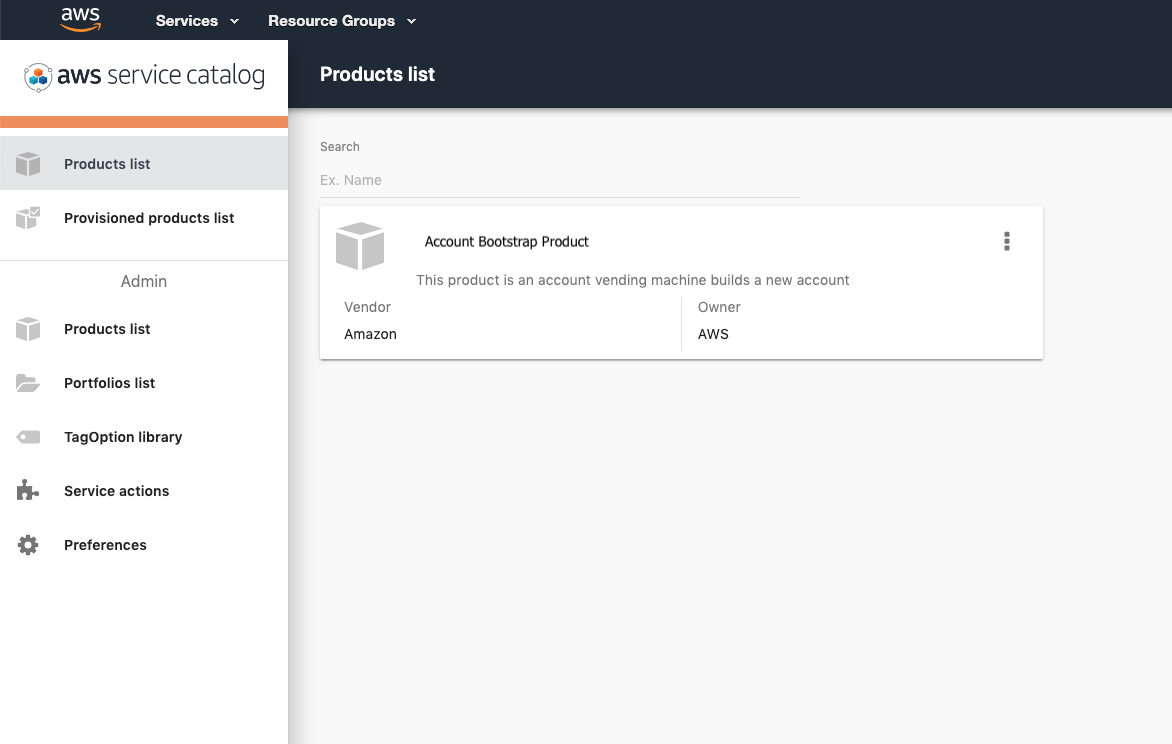 aws Services Resource Groups
aws service catalog
Products list
Products list
Provisioned products list
Admin
Products list
Portfolios list
TagOption library
Service actions
Preferences
Search
Ex. Name
Account Bootstrap Product
This product is an account vending machine builds a new account
Vendor Owner
Amazon AWS